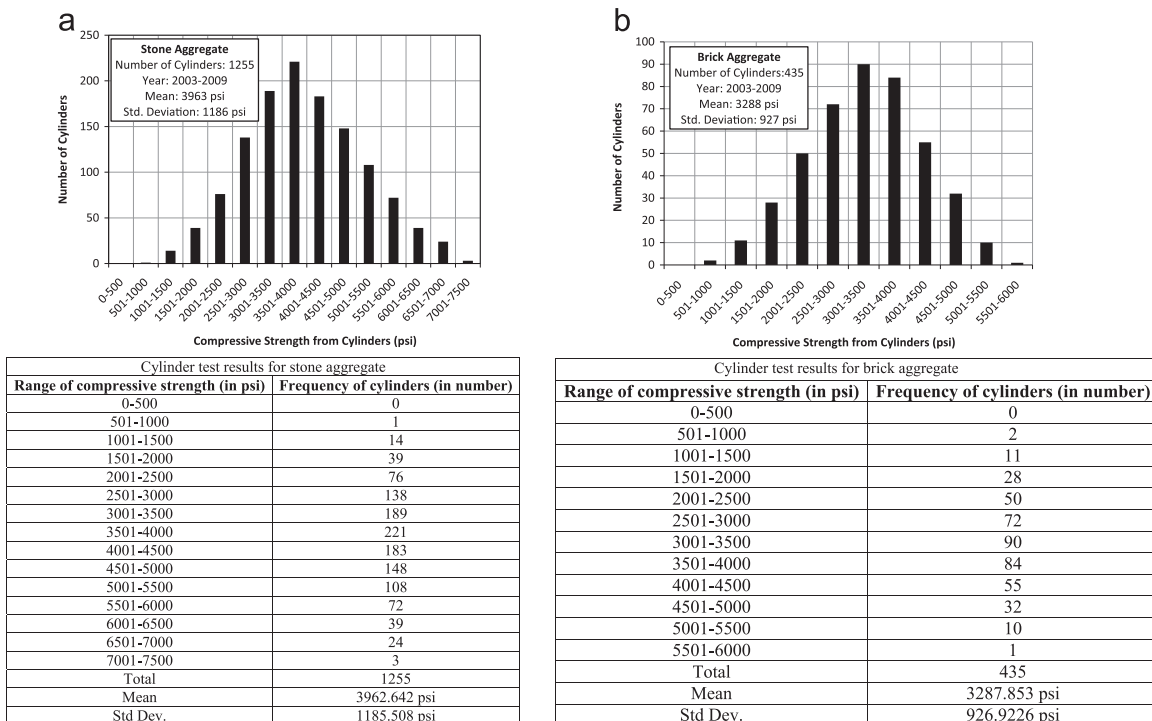 a
250
200
150
100
50
0
Number of Cylinders
Stone Aggregate
Number of Cylinders: 1255
Year: 2003-2009
Mean: 3963 psi
Std. Deviation: 1186 psi
0-500
501-1000
1001-1500
1501-2000
2001-2500
2501-3000
3001-3500
3501-4000
4001-4500
4501-5000
5001-5500
5501-6000
6001-6500
6501-7000
7001-7500
Compressive Strength from Cylinders (psi)
Cylinder test results for stone aggregate
Range of compressive strength (in psi) Frequency of cylinders (in number)
0-500 0
501-1000 1
1001-1500 14
1501-2000 39
2001-2500 76
2501-3000 138
3001-3500 189
3501-4000 221
4001-4500 183
4501-5000 148
5001-5500 108
5501-6000 72
6001-6500 39
6501-7000 24
7001-7500 3
Total 1255
Mean 3962.642 psi
Std Dev. 1185.508 psi
b
100
90
80
70
60
50
40
30
20
10
0
Number of Cylinders
Brick Aggregate
Number of Cylinders:435
Year: 2003-2009
Mean: 3288 psi
Std. Deviation: 927 psi
0-500
501-1000
1001-1500
1501-2000
2001-2500
2501-3000
3001-3500
3501-4000
4001-4500
4501-5000
5001-5500
5501-6000
Compressive Strength from Cylinders (psi)
Cylinder test results for brick aggregate
Range of compressive strength (in psi) Frequency of cylinders (in number)
0-500 0
501-1000 2
1001-1500 11
1501-2000 28
2001-2500 50
2501-3000 72
3001-3500 90
3501-4000 84
4001-4500 55
4501-5000 32
5001-5500 10
5501-6000 1
Total 435
Mean 3287.853 psi
Std Dev. 926.9226 psi